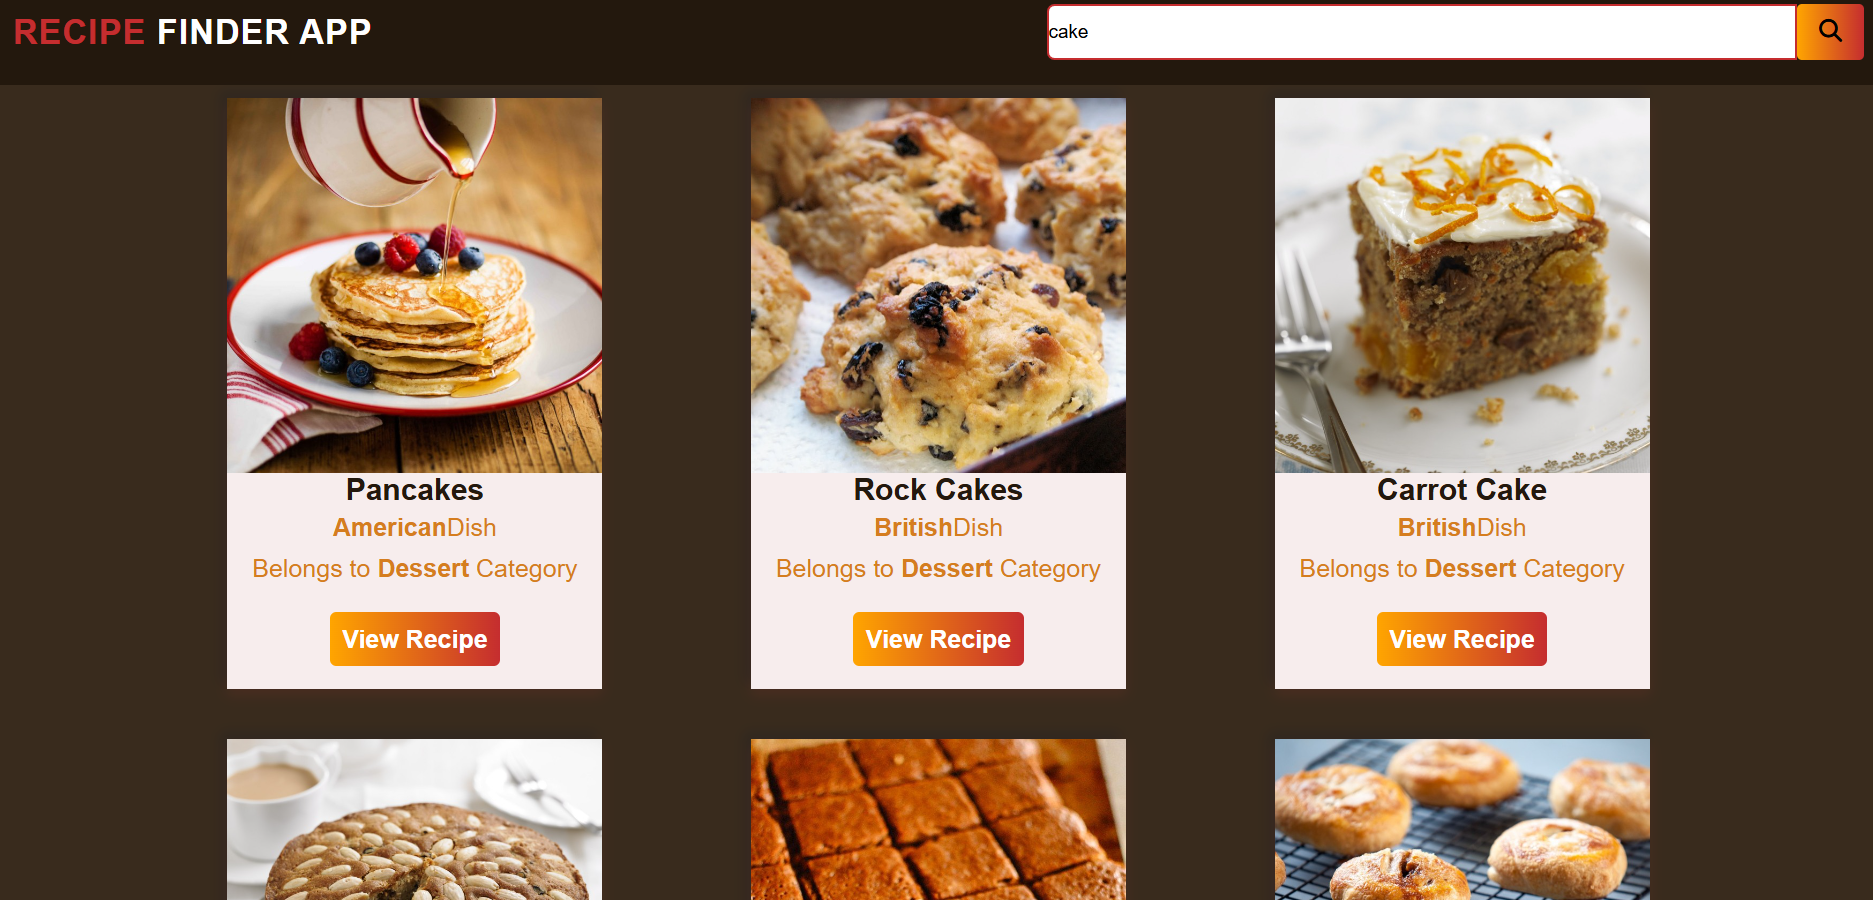 RECIPE FINDER APP
cake
Pancakes
AmericanDish
Belongs to Dessert Category
View Recipe
Rock Cakes
BritishDish
Belongs to Dessert Category
View Recipe
Carrot Cake
BritishDish
Belongs to Dessert Category
View Recipe